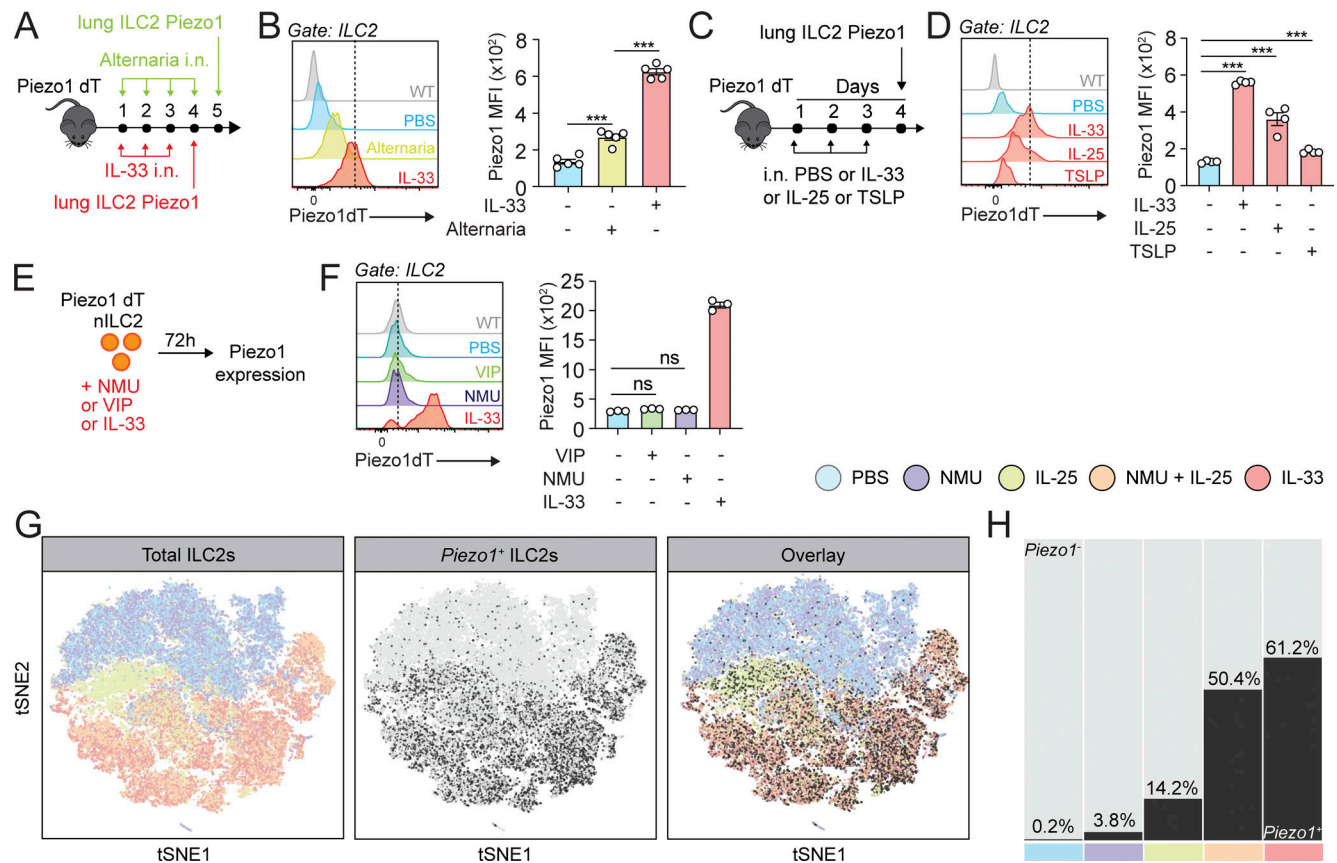 A
lung ILC2 Piezo1
Alternaria i.n.
Piezo1 dT
1 2 3 4 5
IL-33 i.n.
lung ILC2 Piezo1
B
Gate: ILC2
WT
PBS
Alternaria
IL-33
0
Piezo1dT
Piezo1 MFI (x10²)
8
6
4
2
0
***
***
IL-33 - - +
Alternaria - + -
C
lung ILC2 Piezo1
Piezo1 dT
Days
1 2 3 4
i.n. PBS or IL-33
or IL-25 or TSLP
D
Gate: ILC2
WT
PBS
IL-33
IL-25
TSLP
0
Piezo1dT
Piezo1 MFI (x10²)
8
6
4
2
0
***
***
***
IL-33 - + - -
IL-25 - - + -
TSLP - - - +
E
Piezo1 dT
nILC2
72h
Piezo1
expression
+ NMU
or VIP
or IL-33
F
Gate: ILC2
WT
PBS
VIP
NMU
IL-33
0
Piezo1dT
Piezo1 MFI (x10²)
25
20
15
10
5
0
ns
ns
VIP - + - -
NMU - - + -
IL-33 - - - +
PBS NMU IL-25 NMU + IL-25 IL-33
G
Total ILC2s
Piezo1⁺ ILC2s
Overlay
tSNE2
tSNE1
tSNE1
tSNE1
H
Piezo1⁻
0.2%
3.8%
14.2%
50.4%
61.2%
Piezo1⁺